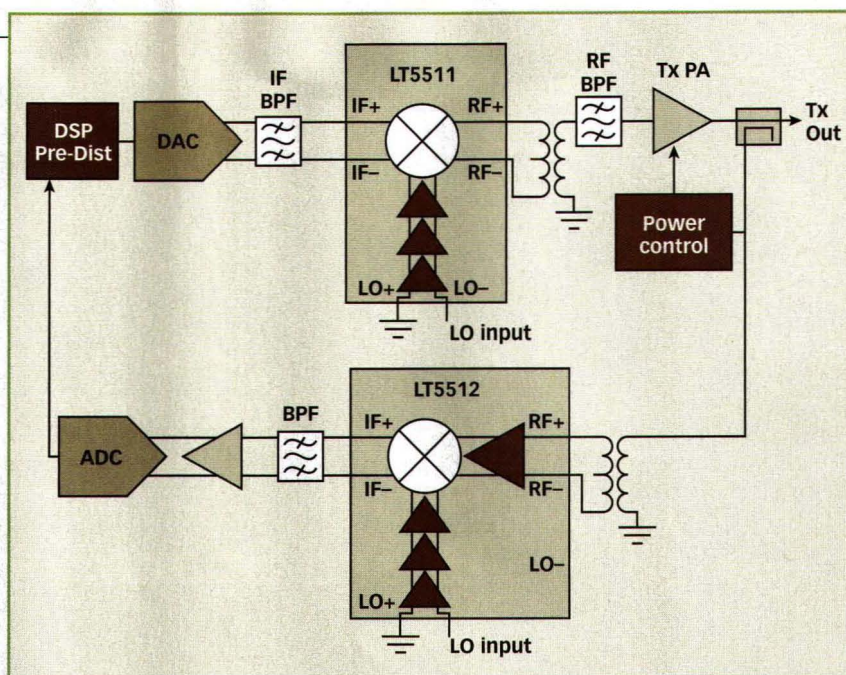 LT5511
IF
BPF
RF
BPF
Tx PA
DSP
Pre-Dist
DAC
IF+
IF–
RF+
RF–
Tx
Out
Power
control
LO+
LO–
LO input
LT5512
ADC
BPF
IF+
IF–
RF+
RF–
LO–
LO+
LO input